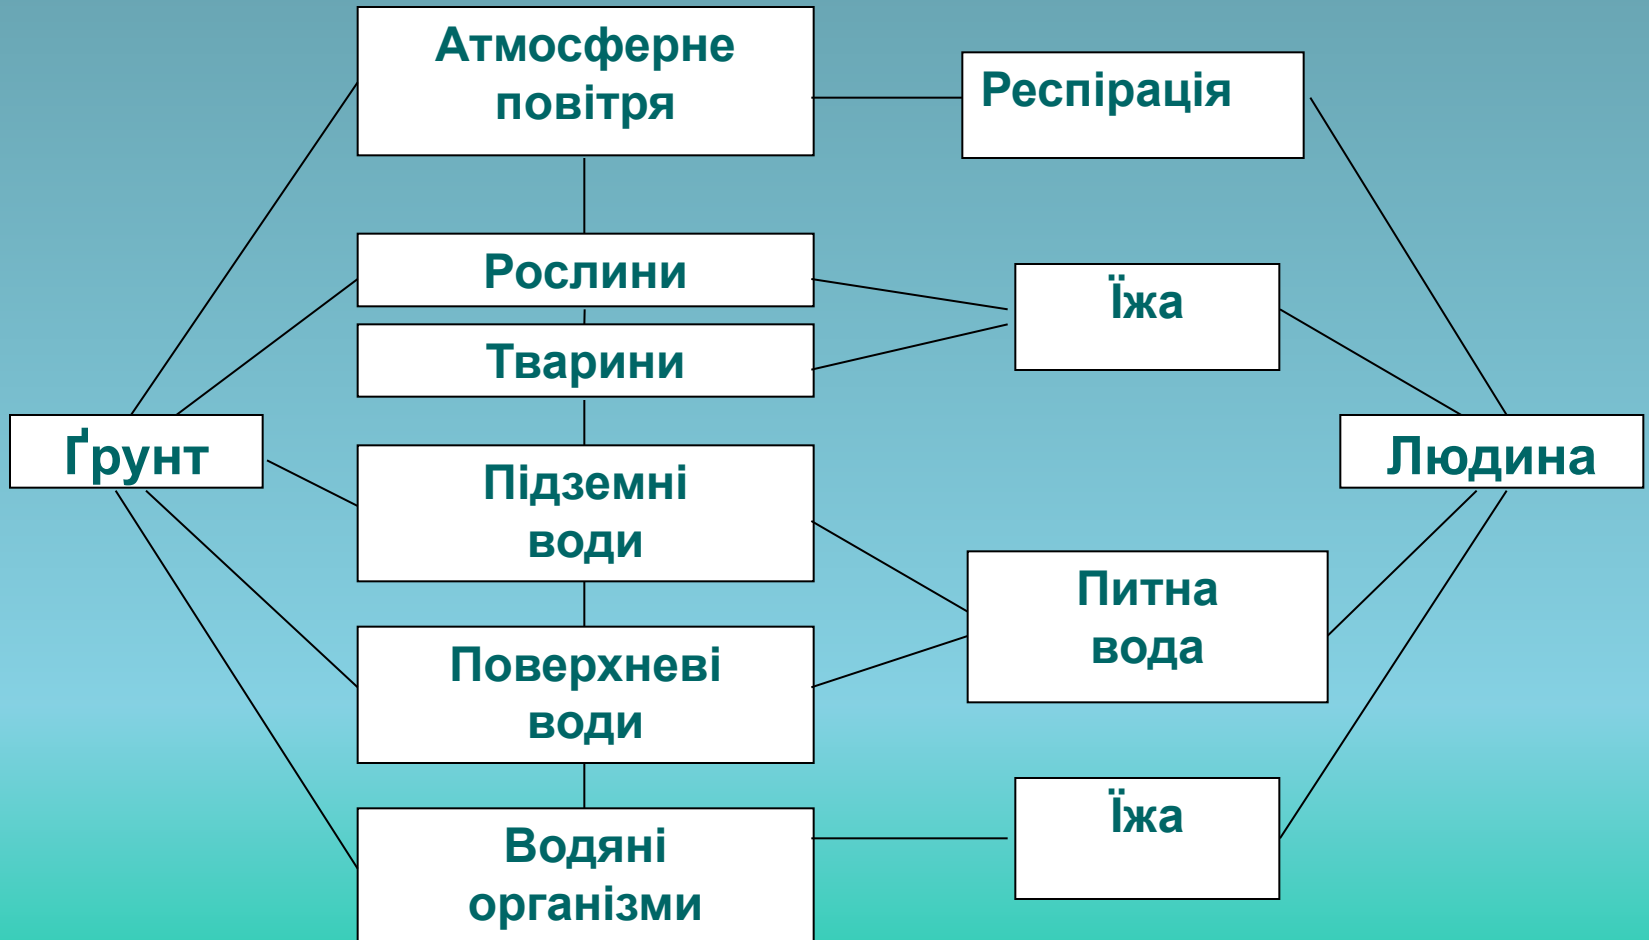 Атмосферне
повітря
Респірація
Рослини
Їжа
Тварини
Ґрунт
Людина
Підземні
води
Питна
вода
Поверхневі
води
Їжа
Водяні
організми